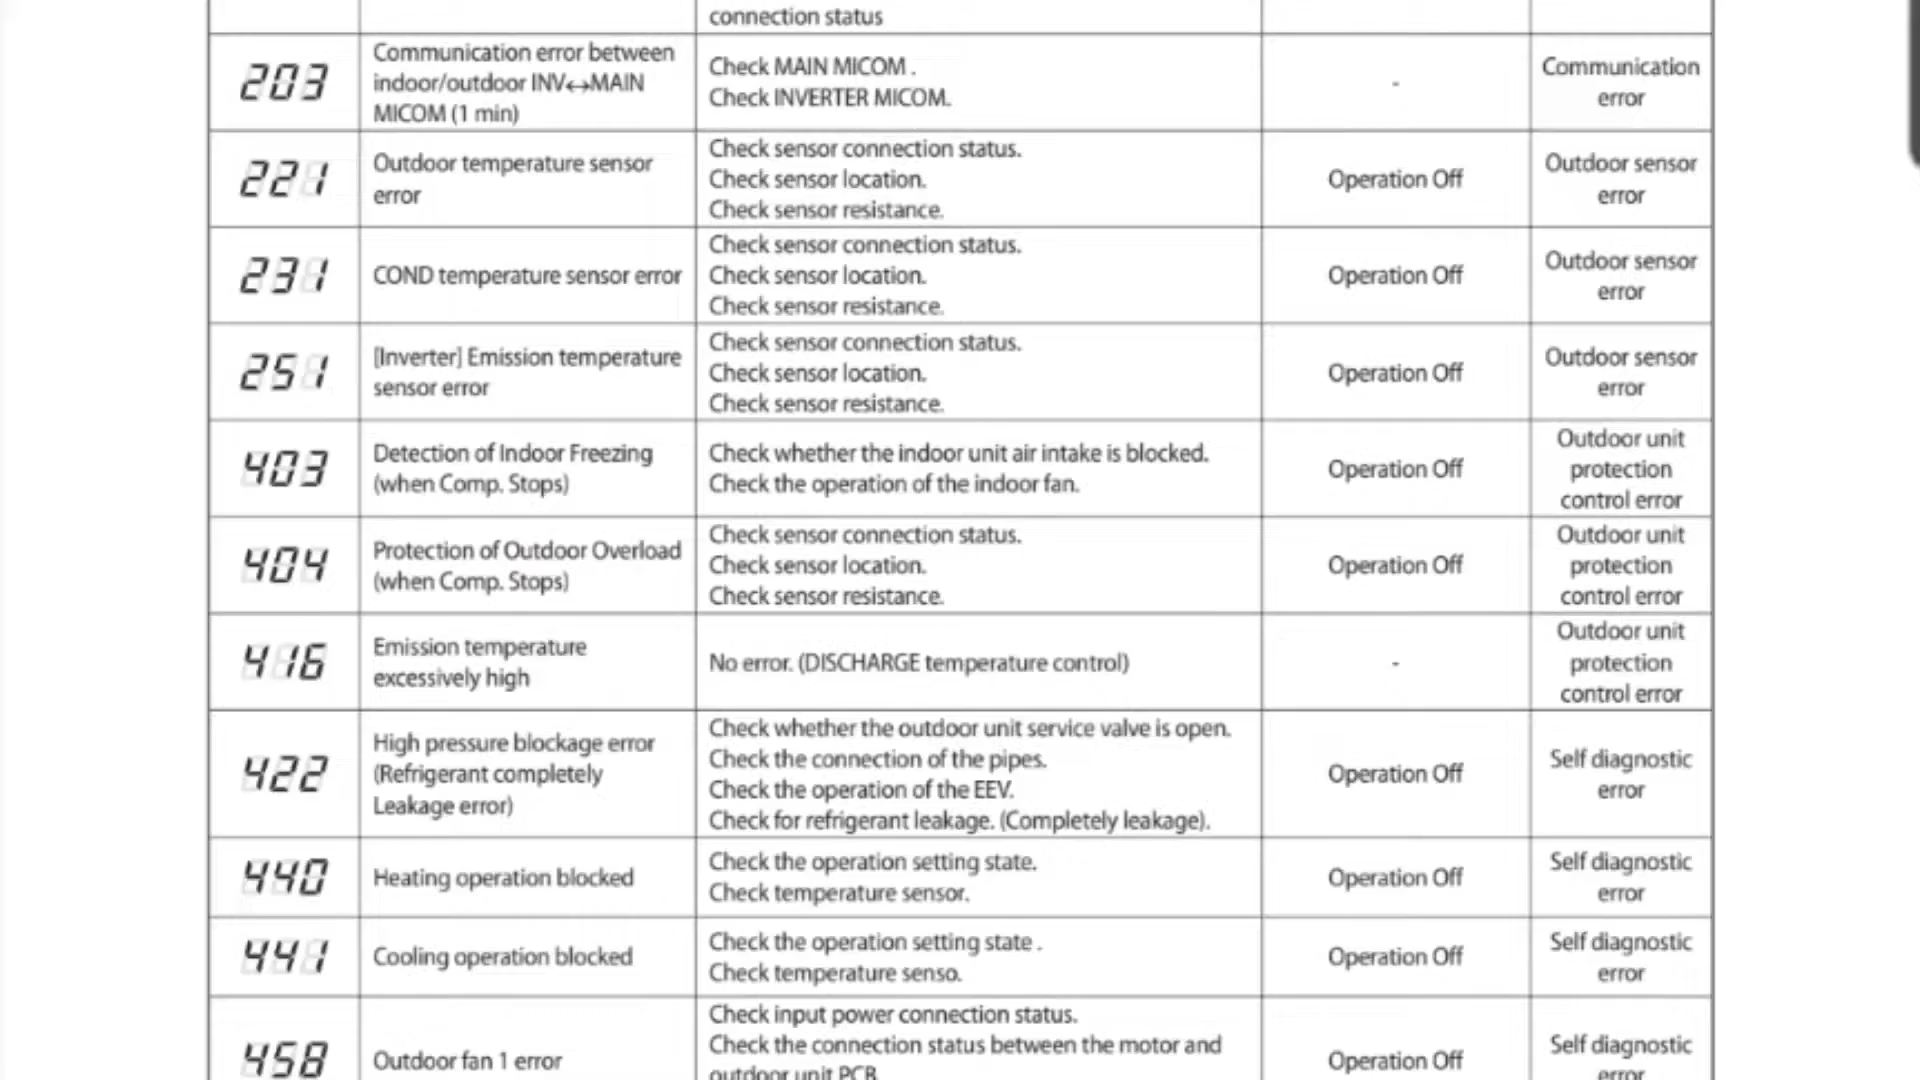 connection status
203
Communication error between
indoor/outdoor INV↔MAIN
MICOM (1 min)
Check MAIN MICOM .
Check INVERTER MICOM.
-
Communication
error
221
Outdoor temperature sensor
error
Check sensor connection status.
Check sensor location.
Check sensor resistance.
Operation Off
Outdoor sensor
error
231
COND temperature sensor error
Check sensor connection status.
Check sensor location.
Check sensor resistance.
Operation Off
Outdoor sensor
error
251
[Inverter] Emission temperature
sensor error
Check sensor connection status.
Check sensor location.
Check sensor resistance.
Operation Off
Outdoor sensor
error
403
Detection of Indoor Freezing
(when Comp. Stops)
Check whether the indoor unit air intake is blocked.
Check the operation of the indoor fan.
Operation Off
Outdoor unit
protection
control error
404
Protection of Outdoor Overload
(when Comp. Stops)
Check sensor connection status.
Check sensor location.
Check sensor resistance.
Operation Off
Outdoor unit
protection
control error
416
Emission temperature
excessively high
No error. (DISCHARGE temperature control)
-
Outdoor unit
protection
control error
422
High pressure blockage error
(Refrigerant completely
Leakage error)
Check whether the outdoor unit service valve is open.
Check the connection of the pipes.
Check the operation of the EEV.
Check for refrigerant leakage. (Completely leakage).
Operation Off
Self diagnostic
error
440
Heating operation blocked
Check the operation setting state.
Check temperature sensor.
Operation Off
Self diagnostic
error
441
Cooling operation blocked
Check the operation setting state .
Check temperature senso.
Operation Off
Self diagnostic
error
458
Outdoor fan 1 error
Check input power connection status.
Check the connection status between the motor and
outdoor unit PCB
Operation Off
Self diagnostic
error